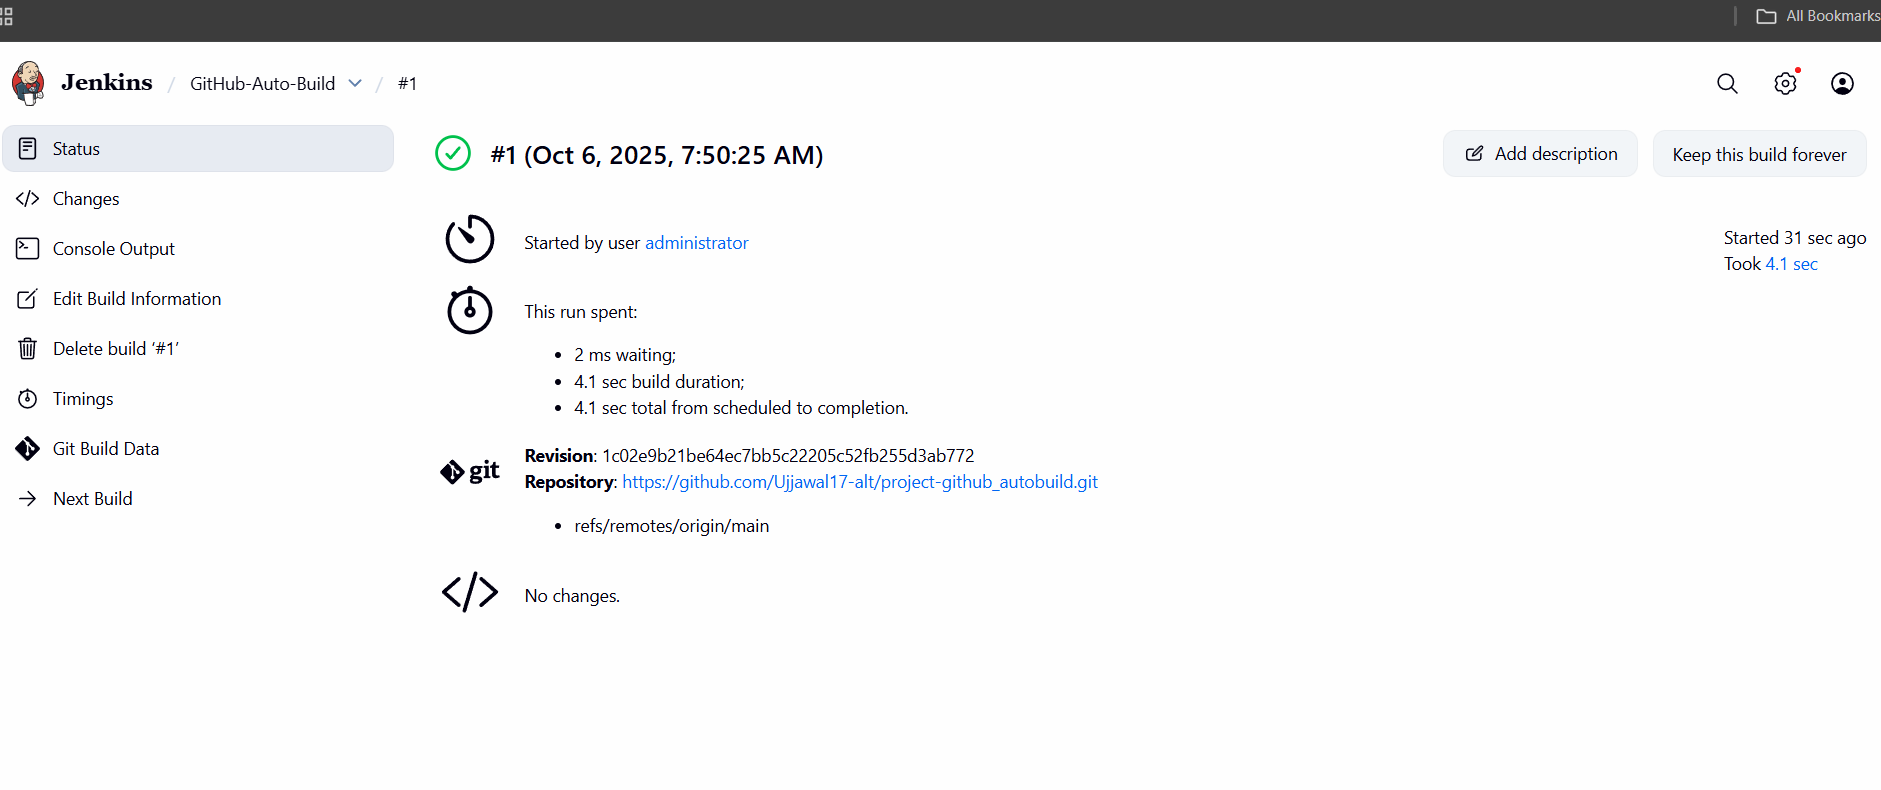 All Bookmarks
Jenkins / GitHub-Auto-Build / #1
Status
Changes
Console Output
Edit Build Information
Delete build ‘#1’
Timings
Git Build Data
Next Build
#1 (Oct 6, 2025, 7:50:25 AM)
Add description
Keep this build forever
Started by user administrator
Started 31 sec ago
Took 4.1 sec
This run spent:
• 2 ms waiting;
• 4.1 sec build duration;
• 4.1 sec total from scheduled to completion.
git
Revision: 1c02e9b21be64ec7bb5c22205c52fb255d3ab772
Repository: https://github.com/Ujjawal17-alt/project-github_autobuild.git
• refs/remotes/origin/main
No changes.